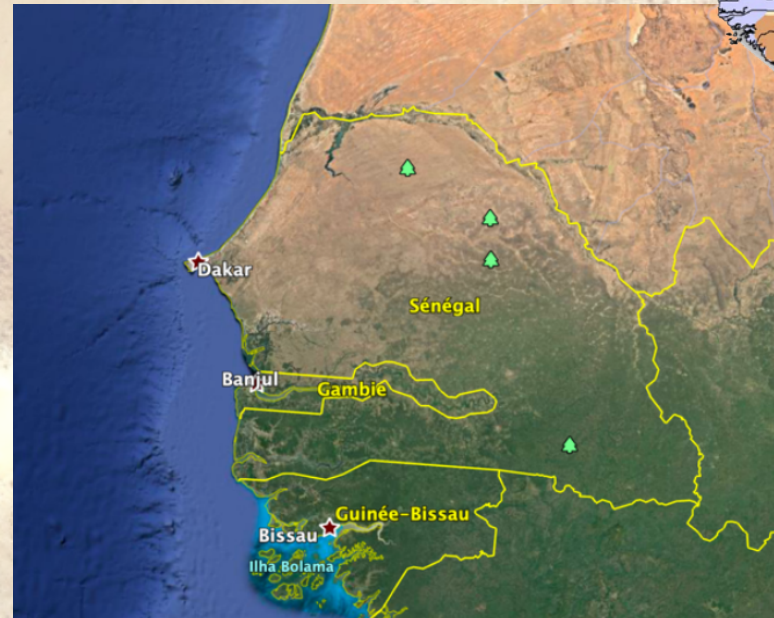 Dakar
Sénégal
Banjul
Gambie
Guinée-Bissau
Bissau
Ilha Bolama